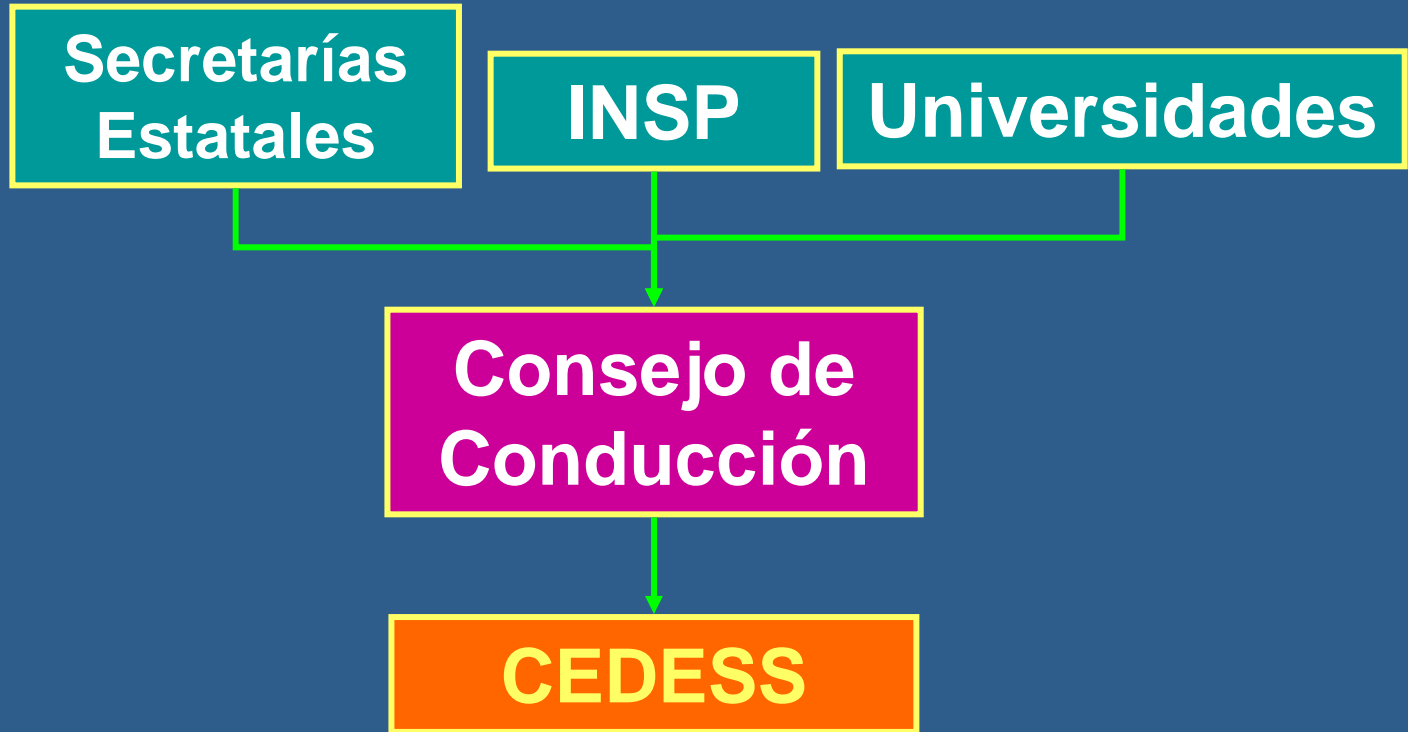 Secretarías
Estatales
INSP
Universidades
Consejo de
Conducción
CEDESS